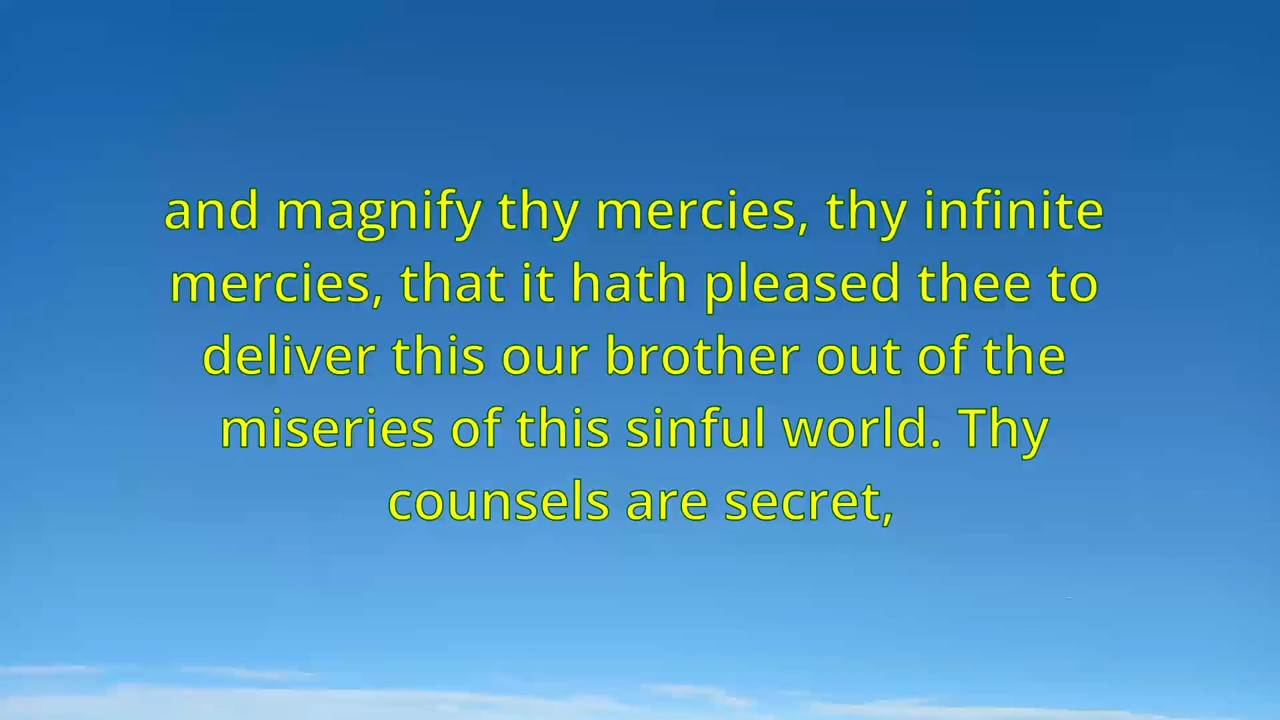 and magnify thy mercies, thy infinite
mercies, that it hath pleased thee to
deliver this our brother out of the
miseries of this sinful world. Thy
counsels are secret,